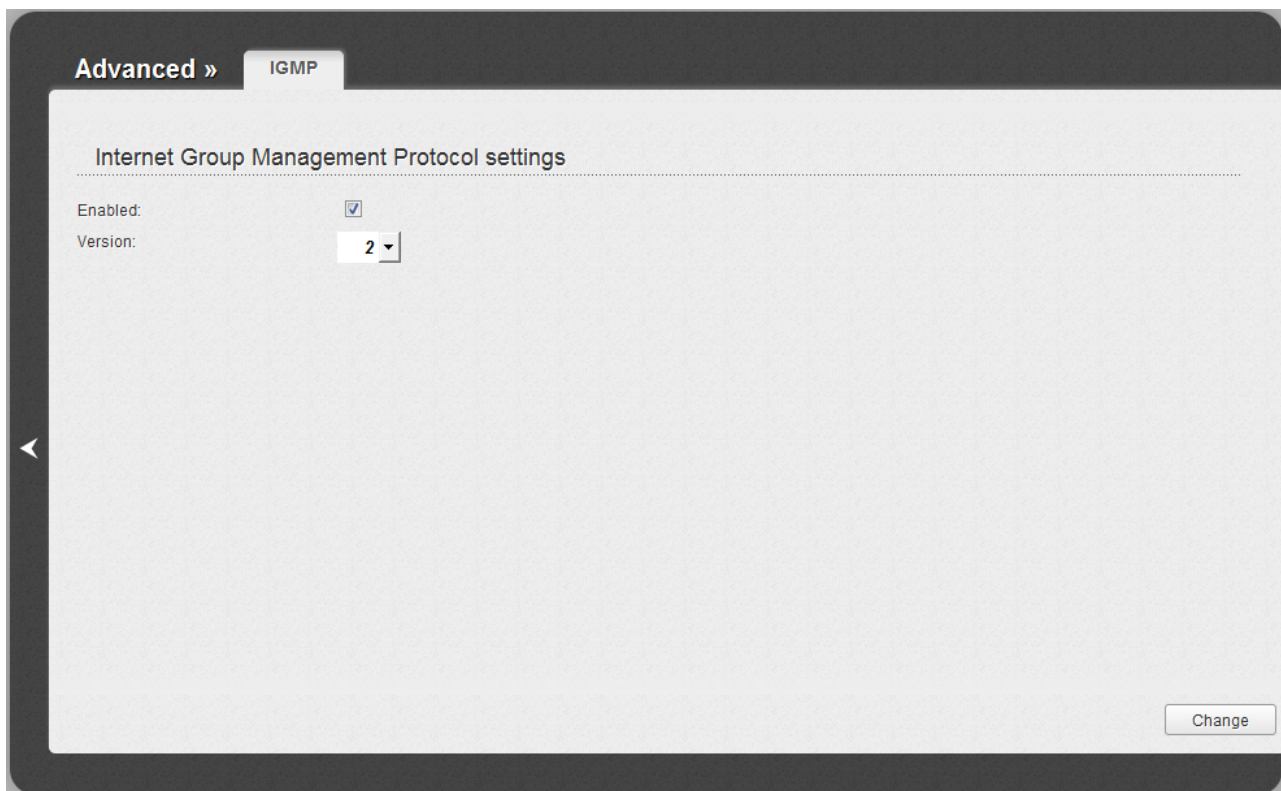 Advanced »
IGMP
Internet Group Management Protocol settings
Enabled:
Version:
2
Change